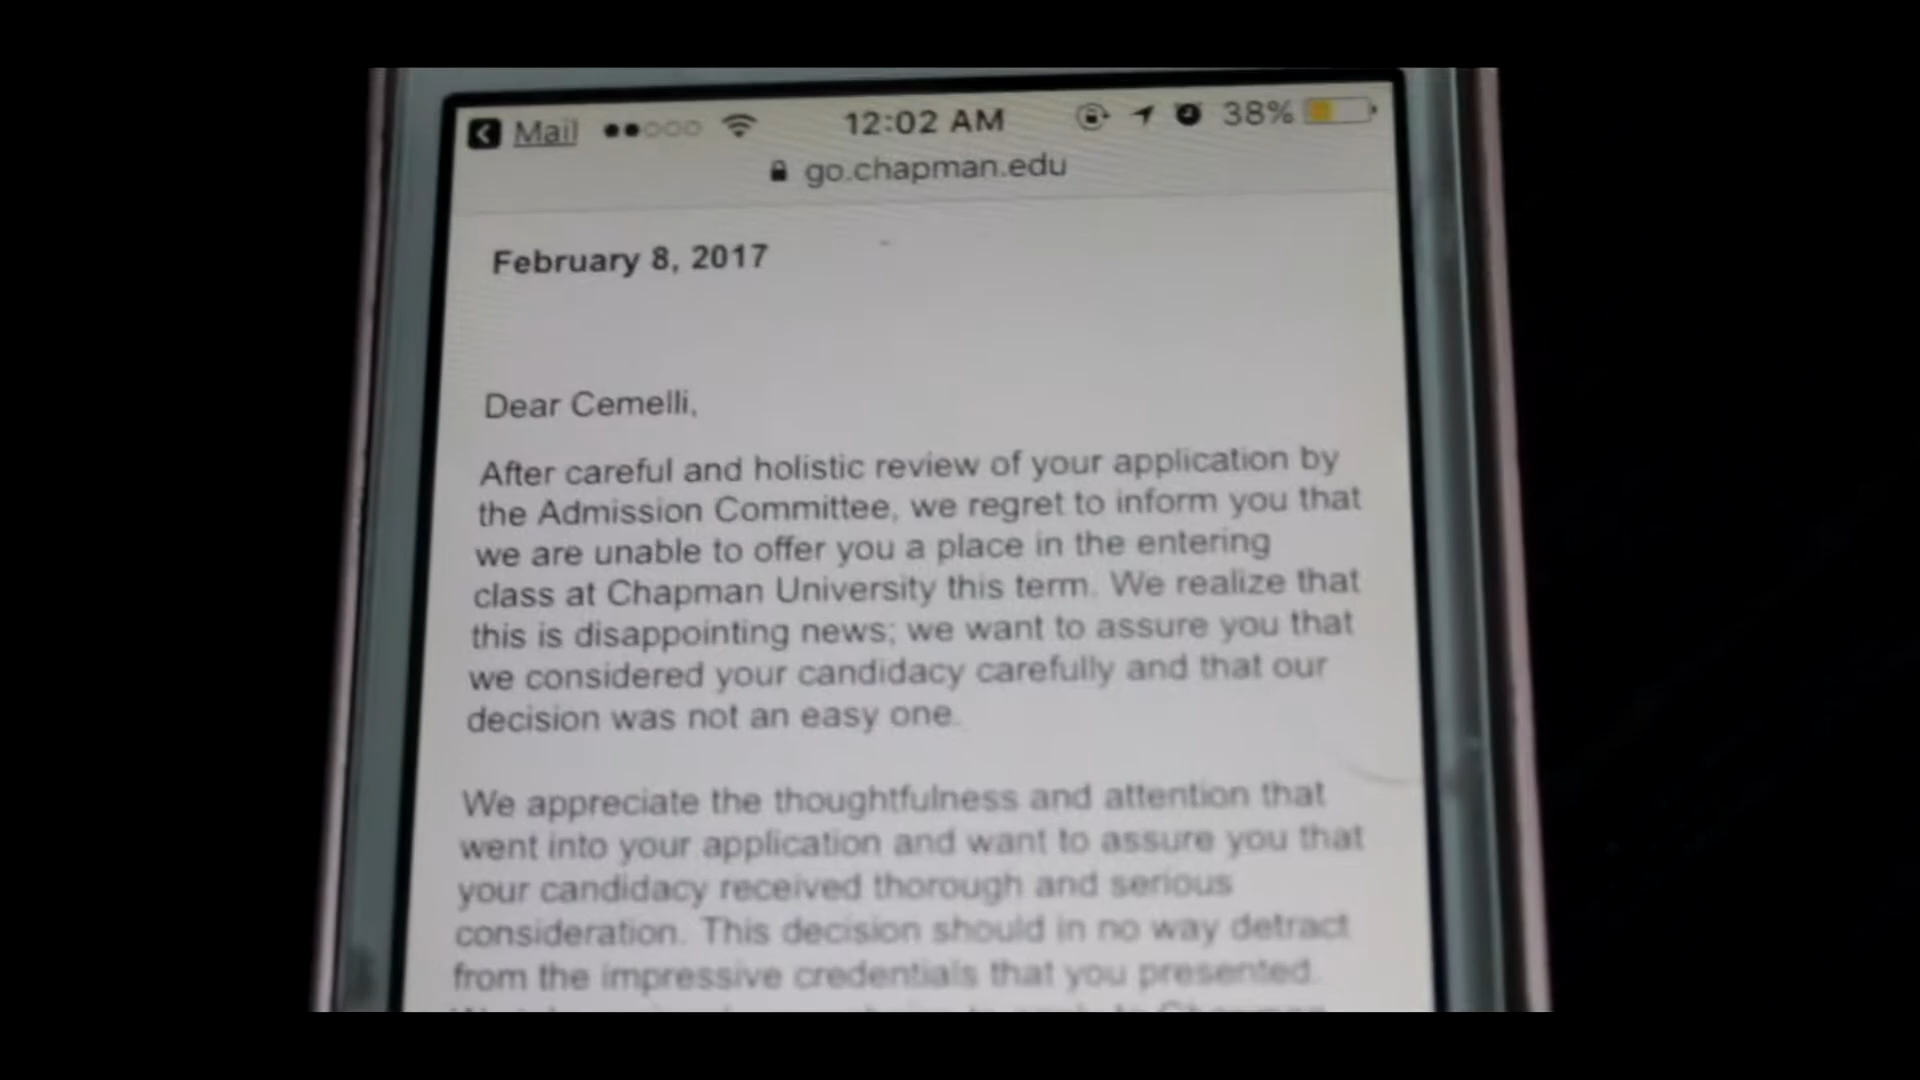 Mail 12:02 AM 38%
go.chapman.edu
February 8, 2017
Dear Cemelli,
After careful and holistic review of your application by
the Admission Committee, we regret to inform you that
we are unable to offer you a place in the entering
class at Chapman University this term. We realize that
this is disappointing news; we want to assure you that
we considered your candidacy carefully and that our
decision was not an easy one.
We appreciate the thoughtfulness and attention that
went into your application and want to assure you that
your candidacy received thorough and serious
consideration. This decision should in no way detract
from the impressive credentials that you presented.